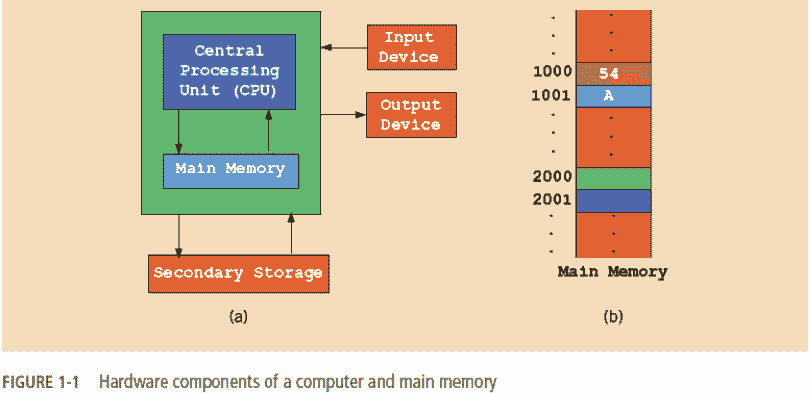 Central
Processing
Unit (CPU)
Main Memory
Input
Device
Output
Device
Secondary Storage
(a)
1000 54
1001 A
2000
2001
Main Memory
(b)
FIGURE 1-1 Hardware components of a computer and main memory